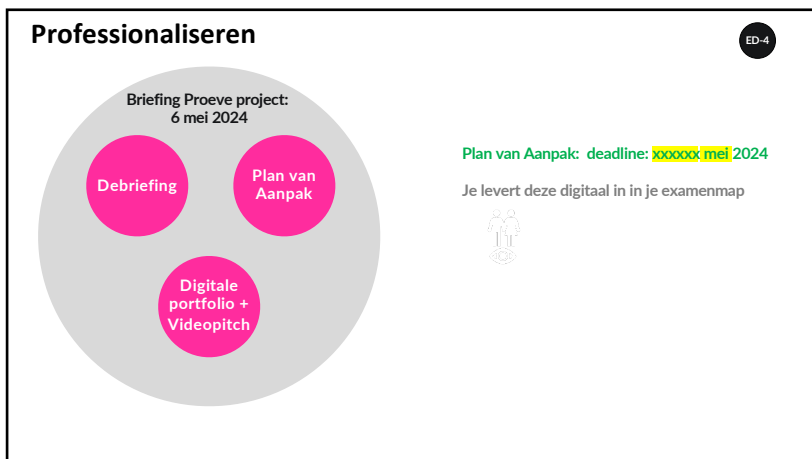 Professionaliseren
ED-4
Briefing Proeve project:
6 mei 2024
Debriefing
Plan van
Aanpak
Digitale
portfolio +
Videopitch
Plan van Aanpak:  deadline: xxxxxx mei 2024
Je levert deze digitaal in in je examenmap